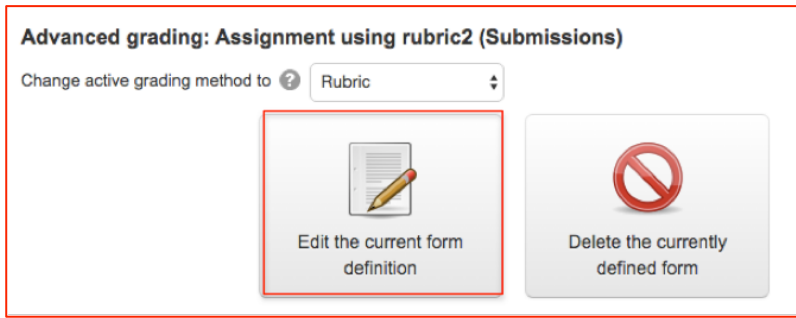 Advanced grading: Assignment using rubric2 (Submissions)
Change active grading method to ? Rubric
Edit the current form
definition
Delete the currently
defined form